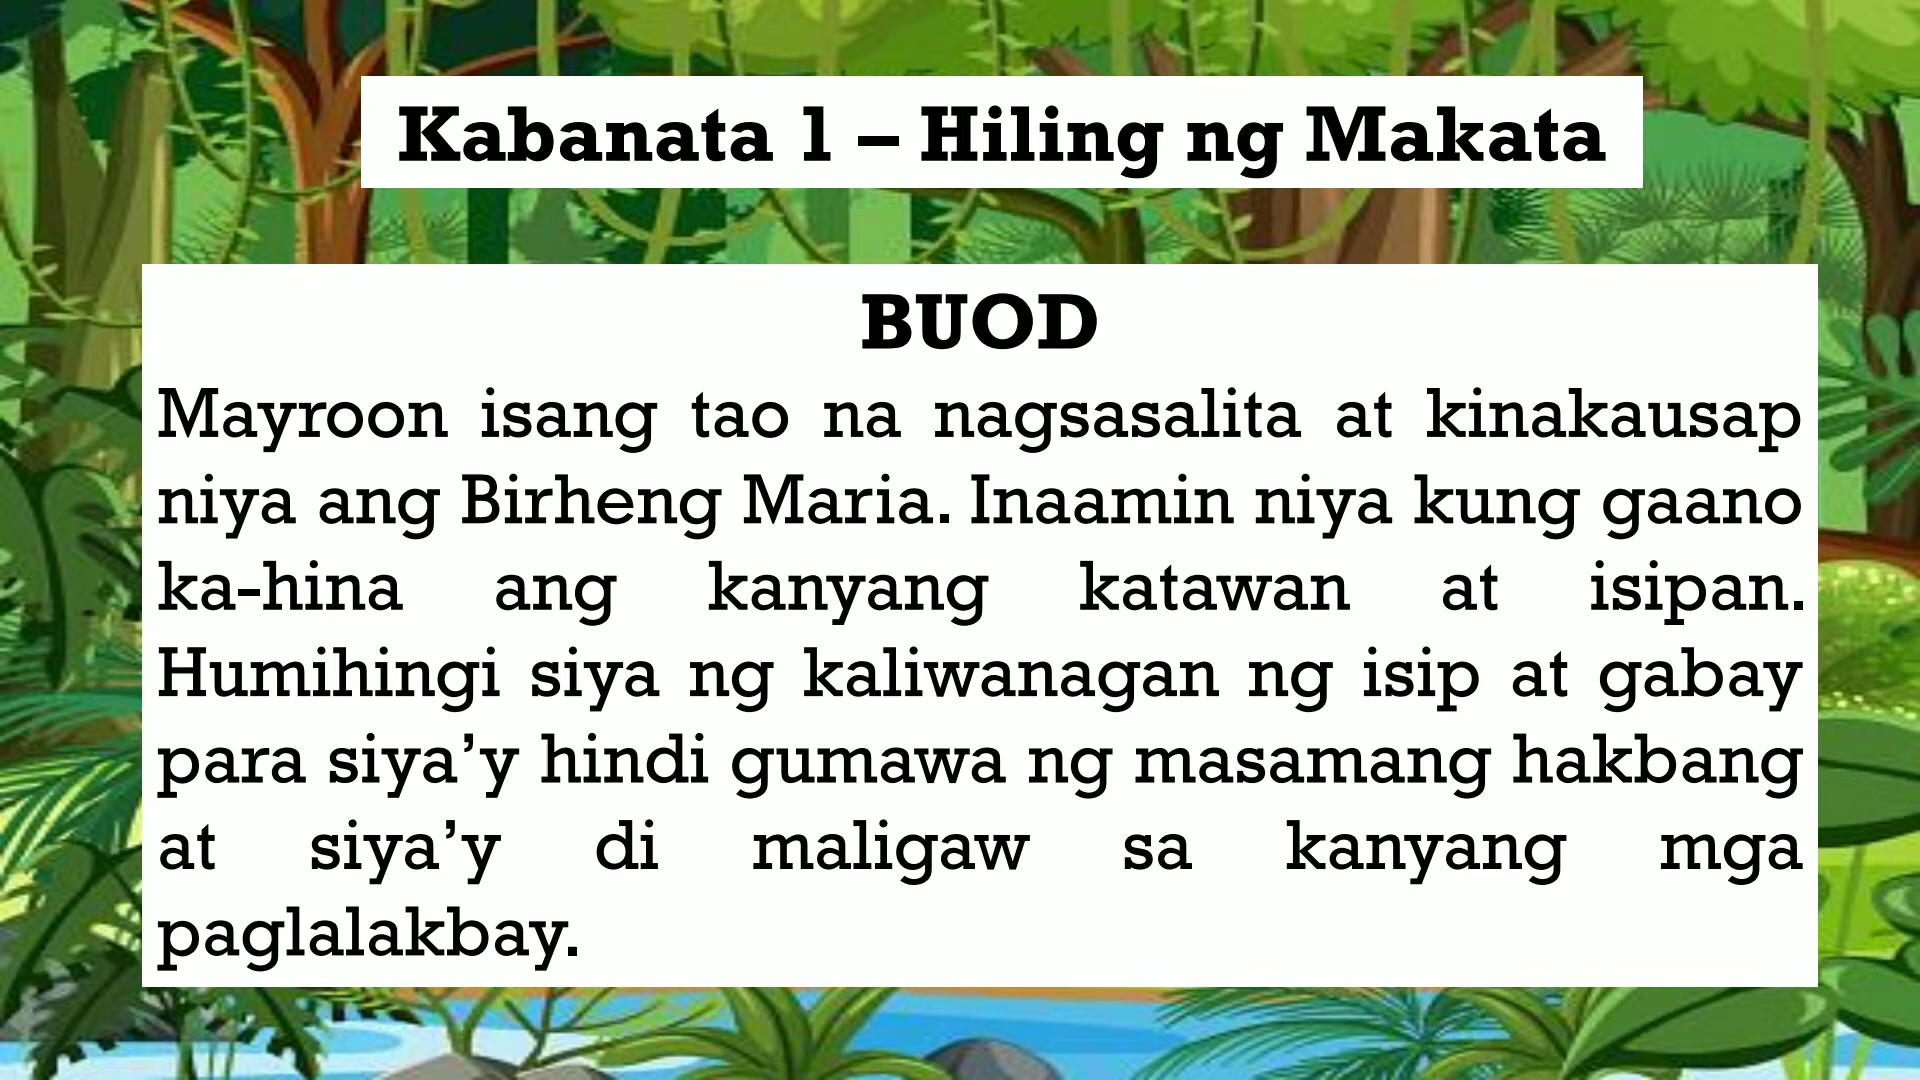 Kabanata 1 – Hiling ng Makata
BUOD
Mayroon isang tao na nagsasalita at kinakausap
niya ang Birheng Maria. Inaamin niya kung gaano
ka-hina ang kanyang katawan at isipan.
Humihingi siya ng kaliwanagan ng isip at gabay
para siya’y hindi gumawa ng masamang hakbang
at siya’y di maligaw sa kanyang mga
paglalakbay.